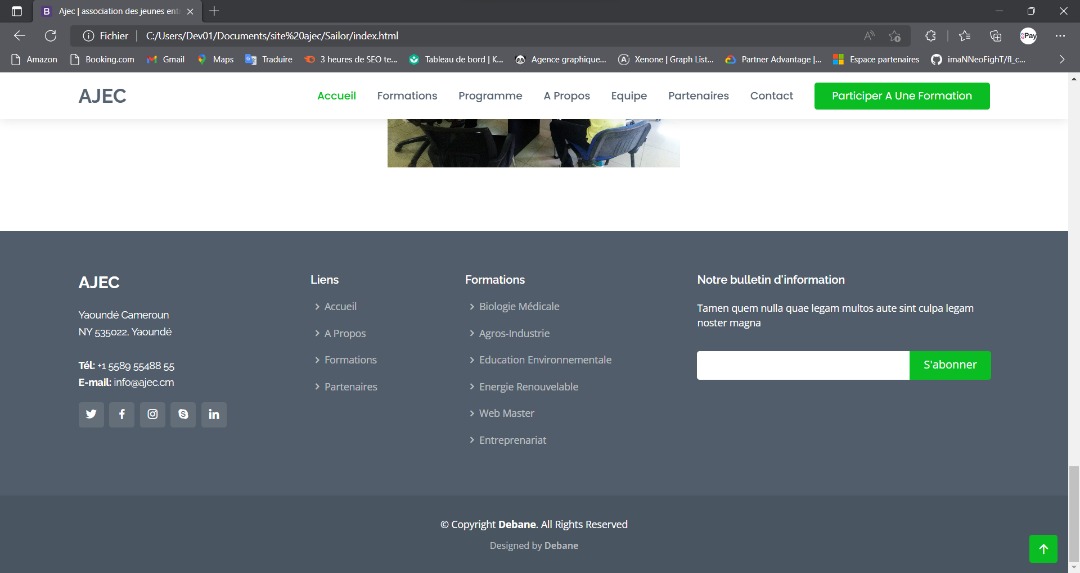 B Ajec | association des jeunes ent
Fichier C:/Users/Dev01/Documents/site%20ajec/Sailor/index.html
Amazon Booking.com Gmail Maps Traduire 3 heures de SEO te... Tableau de bord | K... Agence graphique... Xenone | Graph List... Partner Advantage |... Espace partenaires imaNNeoFighT/fl_c...
AJEC Accueil Formations Programme A Propos Equipe Partenaires Contact Participer A Une Formation
AJEC
Yaoundé Cameroun
NY 535022, Yaoundé
Tél: +1 5589 55488 55
E-mail: info@ajec.cm
Liens
Accueil
A Propos
Formations
Partenaires
Formations
Biologie Médicale
Agros-Industrie
Education Environnementale
Energie Renouvelable
Web Master
Entreprenariat
Notre bulletin d'information
Tamen quem nulla quae legam multos aute sint culpa legam
noster magna
S'abonner
© Copyright Debane. All Rights Reserved
Designed by Debane